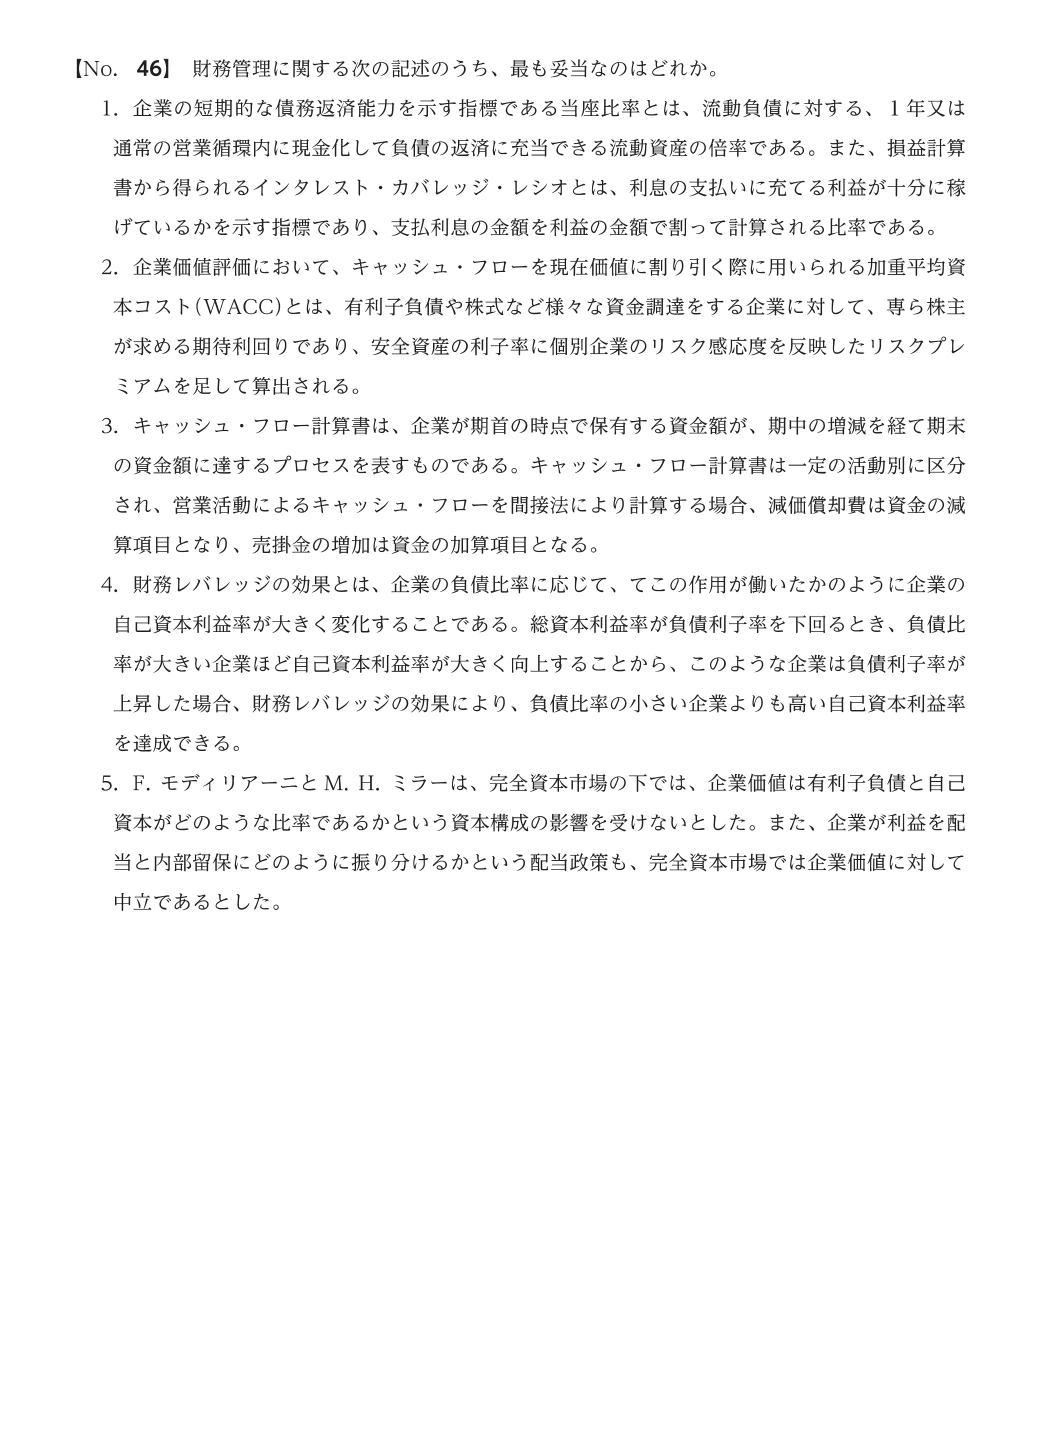 【No. 46】 財務管理に関する次の記述のうち、最も妥当なのはどれか。
1. 企業の短期的な債務返済能力を示す指標である当座比率とは、流動負債に対する、1年又は
通常の営業循環内に現金化して負債の返済に充当できる流動資産の倍率である。また、損益計算
書から得られるインタレスト・カバレッジ・レシオとは、利息の支払いに充てる利益が十分に稼
げているかを示す指標であり、支払利息の金額を利益の金額で割って計算される比率である。
2. 企業価値評価において、キャッシュ・フローを現在価値に割り引く際に用いられる加重平均資
本コスト(WACC)とは、有利子負債や株式など様々な資金調達をする企業に対して、専ら株主
が求める期待利回りであり、安全資産の利子率に個別企業のリスク感応度を反映したリスクプレ
ミアムを足して算出される。
3. キャッシュ・フロー計算書は、企業が期首の時点で保有する資金額が、期中の増減を経て期末
の資金額に達するプロセスを表すものである。キャッシュ・フロー計算書は一定の活動別に区分
され、営業活動によるキャッシュ・フローを間接法により計算する場合、減価償却費は資金の減
算項目となり、売掛金の増加は資金の加算項目となる。
4. 財務レバレッジの効果とは、企業の負債比率に応じて、てこの作用が働いたかのように企業の
自己資本利益率が大きく変化することである。総資本利益率が負債利子率を下回るとき、負債比
率が大きい企業ほど自己資本利益率が大きく向上することから、このような企業は負債利子率が
上昇した場合、財務レバレッジの効果により、負債比率の小さい企業よりも高い自己資本利益率
を達成できる。
5. F. モディリアーニと M. H. ミラーは、完全資本市場の下では、企業価値は有利子負債と自己
資本がどのような比率であるかという資本構成の影響を受けないとした。また、企業が利益を配
当と内部留保にどのように振り分けるかという配当政策も、完全資本市場では企業価値に対して
中立であるとした。